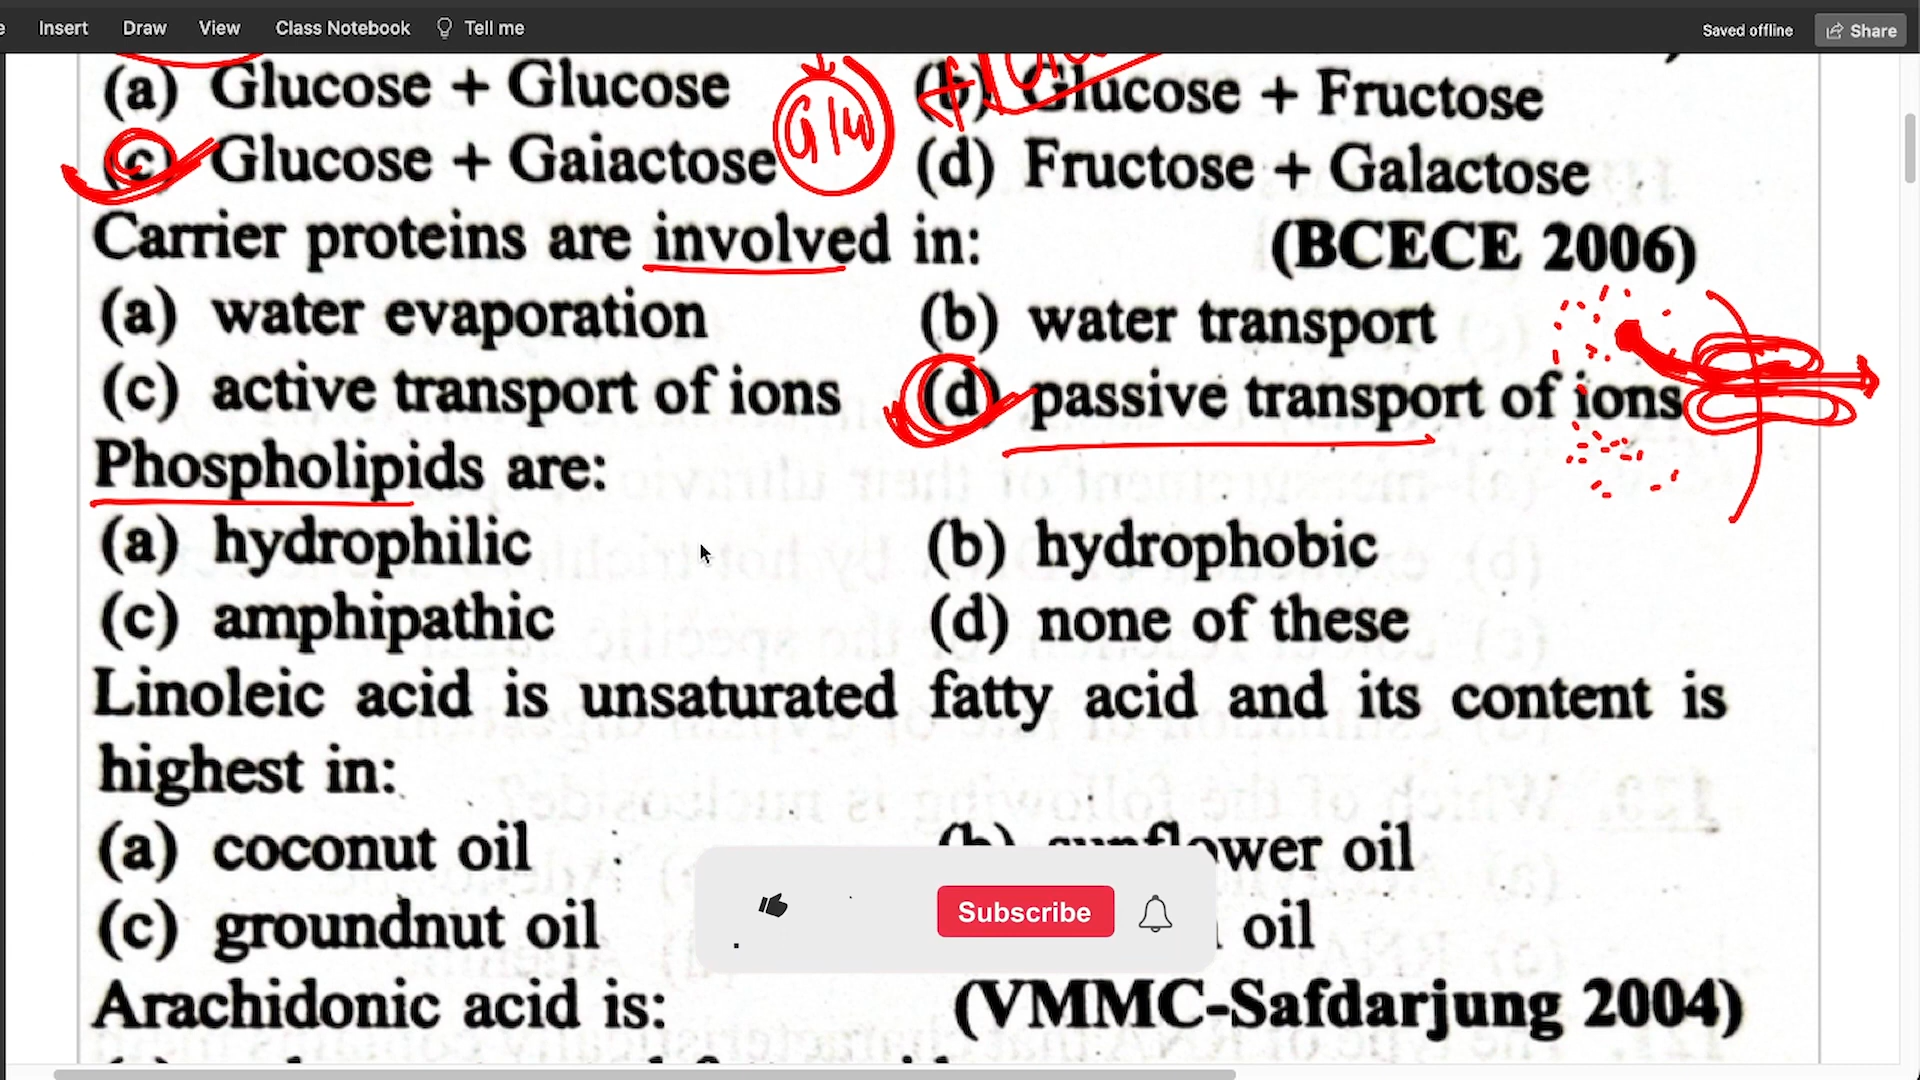 Insert Draw View Class Notebook Tell me Saved offline Share
(a) Glucose + Glucose (b) Glucose + Fructose
Glu
(c) Glucose + Gaiactose (d) Fructose + Galactose
Carrier proteins are involved in: (BCECE 2006)
(a) water evaporation (b) water transport
(c) active transport of ions (d) passive transport of ions
Phospholipids are:
(a) hydrophilic (b) hydrophobic
(c) amphipathic (d) none of these
Linoleic acid is unsaturated fatty acid and its content is
highest in:
(a) coconut oil (b) sunflower oil
Subscribe
(c) groundnut oil oil
Arachidonic acid is: (VMMC-Safdarjung 2004)